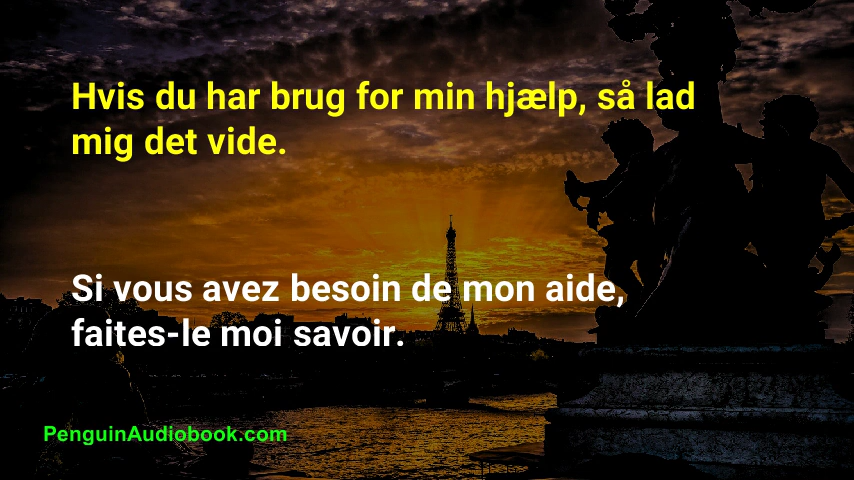 Hvis du har brug for min hjælp, så lad
mig det vide.
Si vous avez besoin de mon aide,
faites-le moi savoir.
PenguinAudiobook.com